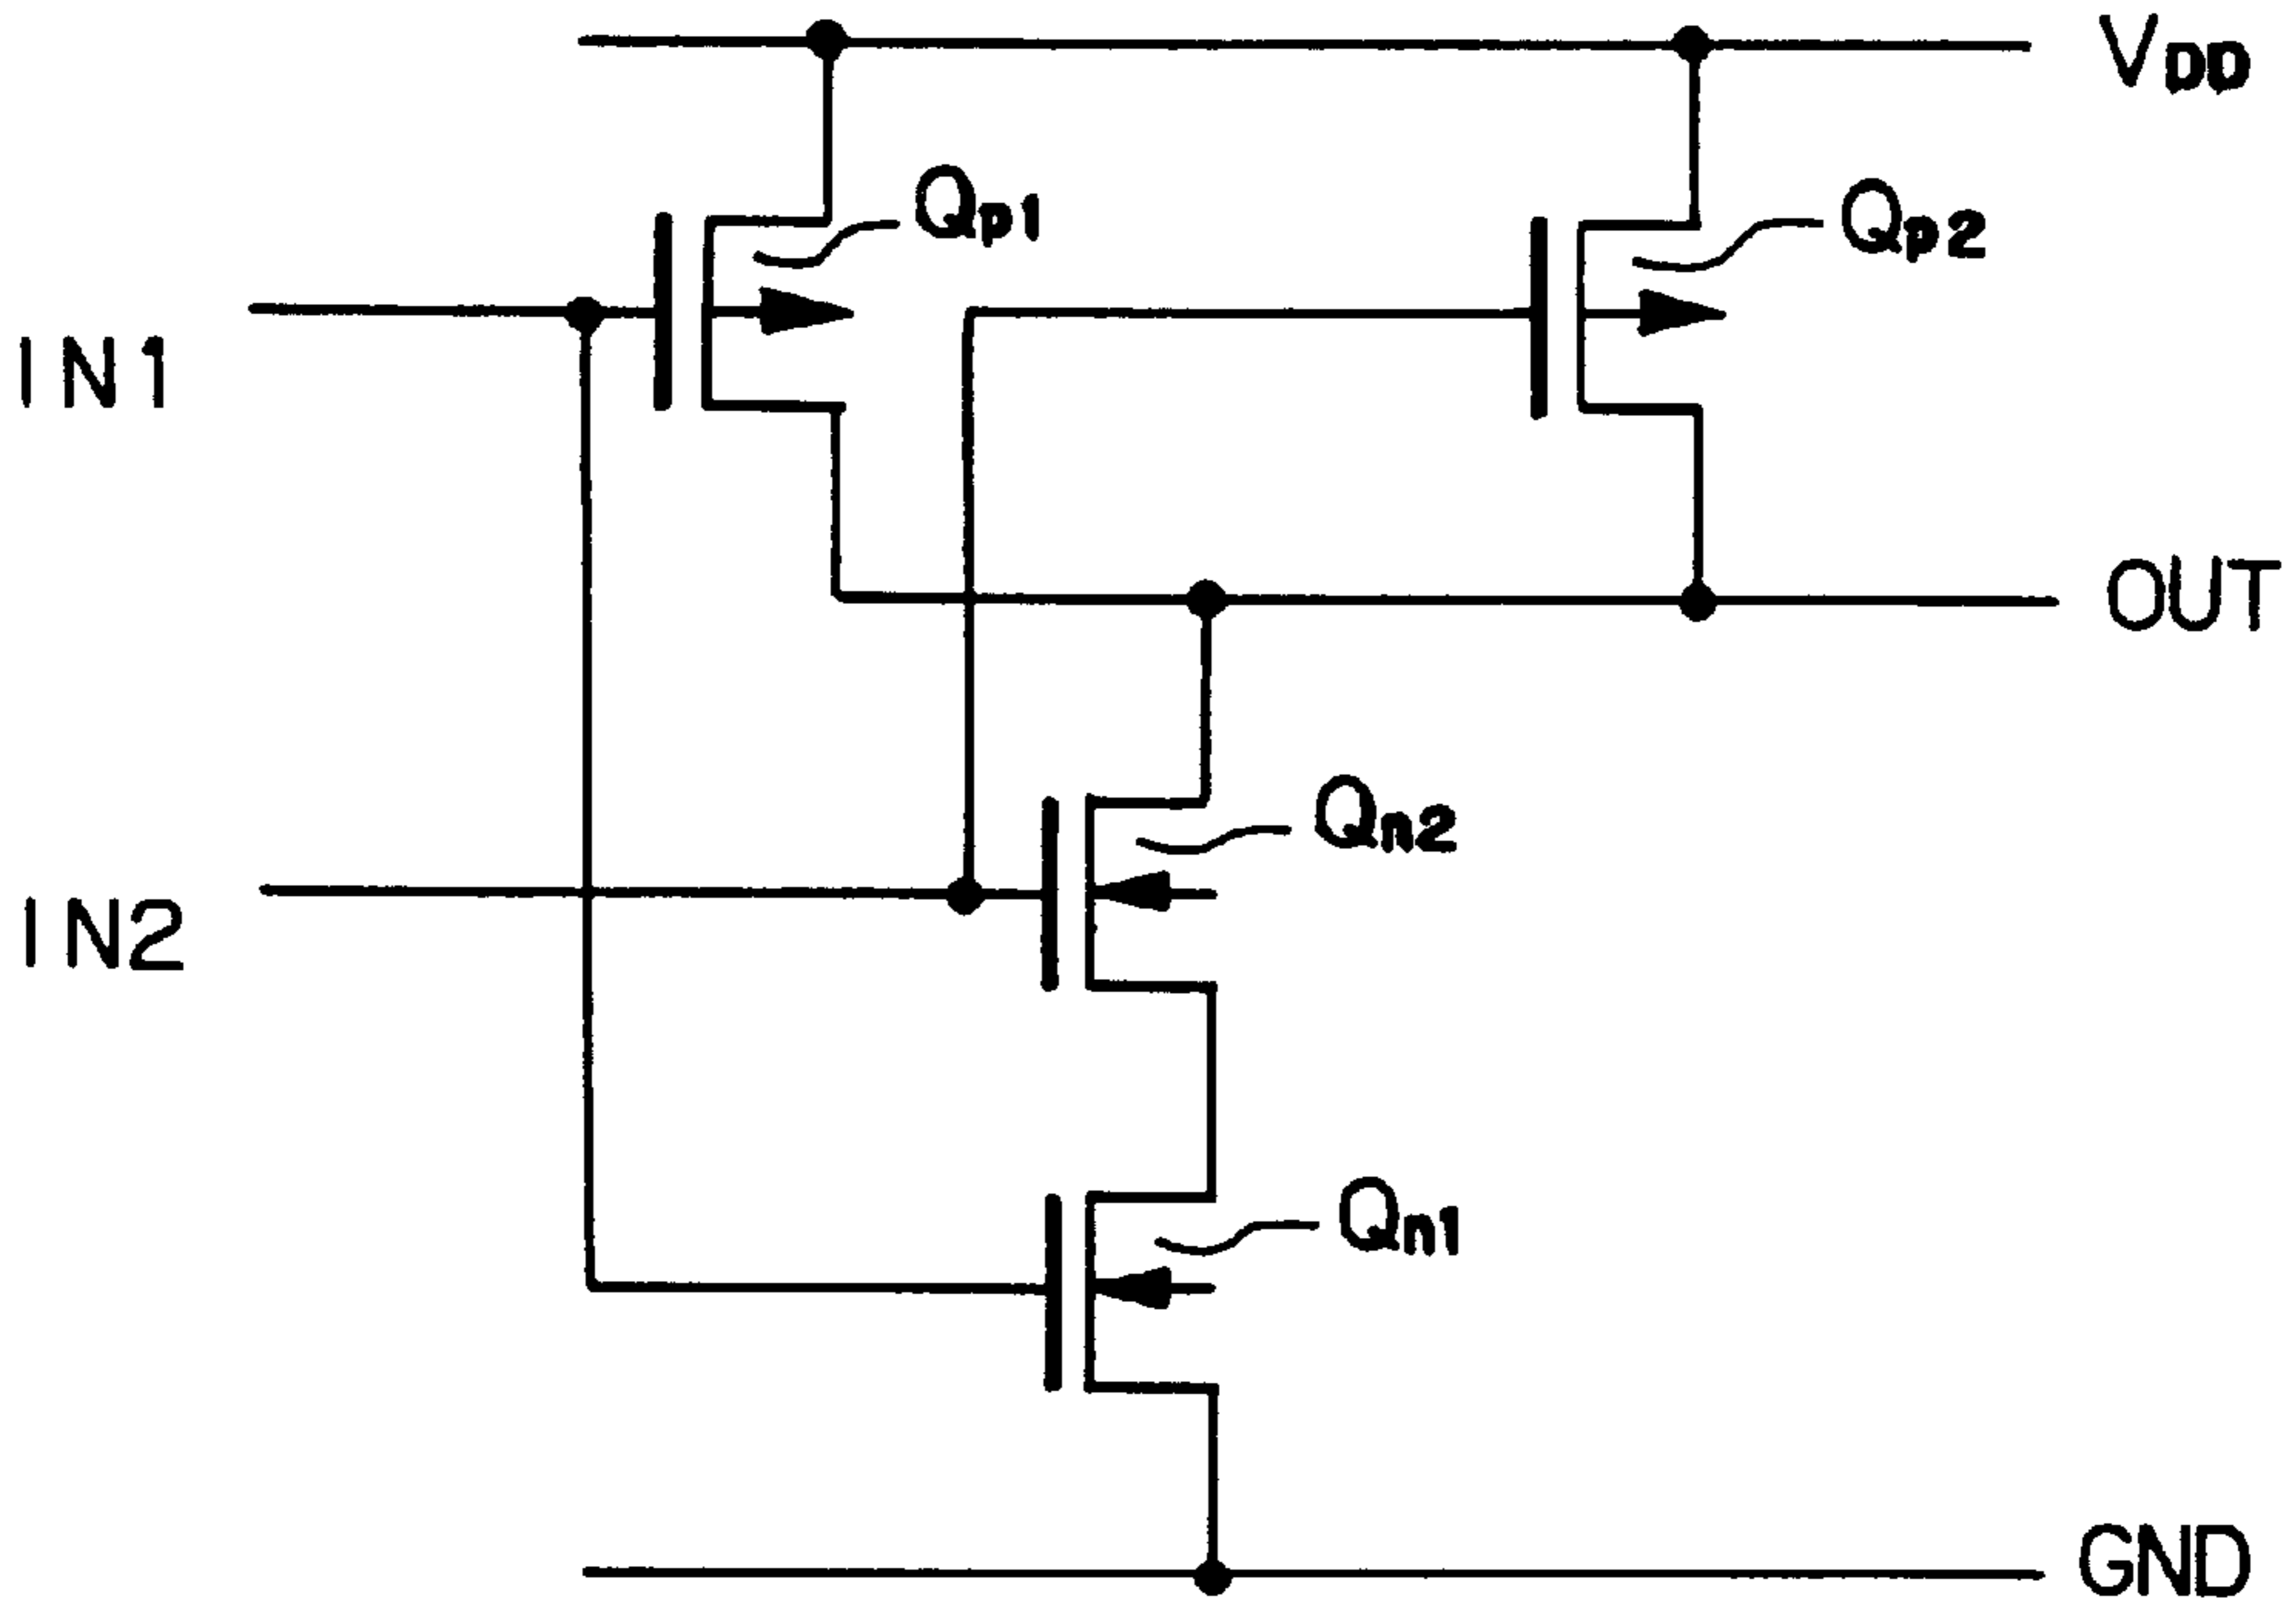 VDD
Qp1
Qp2
IN1
OUT
Qn2
IN2
Qn1
GND